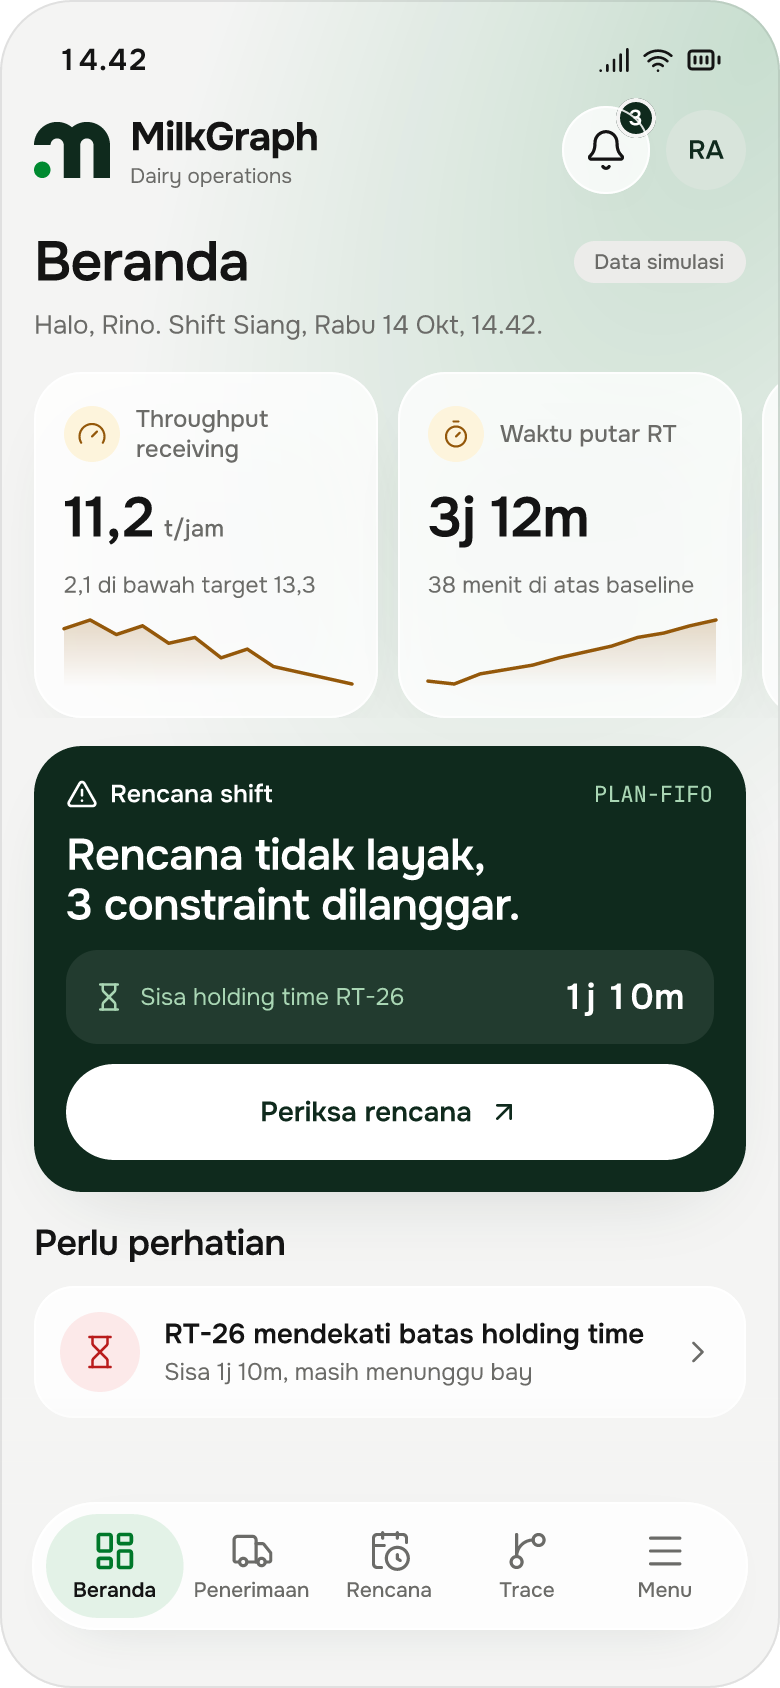 14.42
MilkGraph
Dairy operations
3
RA
Beranda
Data simulasi
Halo, Rino. Shift Siang, Rabu 14 Okt, 14.42.
Throughput
receiving
11,2 t/jam
2,1 di bawah target 13,3
Waktu putar RT
3j 12m
38 menit di atas baseline
Rencana shift
PLAN-FIFO
Rencana tidak layak,
3 constraint dilanggar.
Sisa holding time RT-26
1j 10m
Periksa rencana
Perlu perhatian
RT-26 mendekati batas holding time
Sisa 1j 10m, masih menunggu bay
Beranda
Penerimaan
Rencana
Trace
Menu